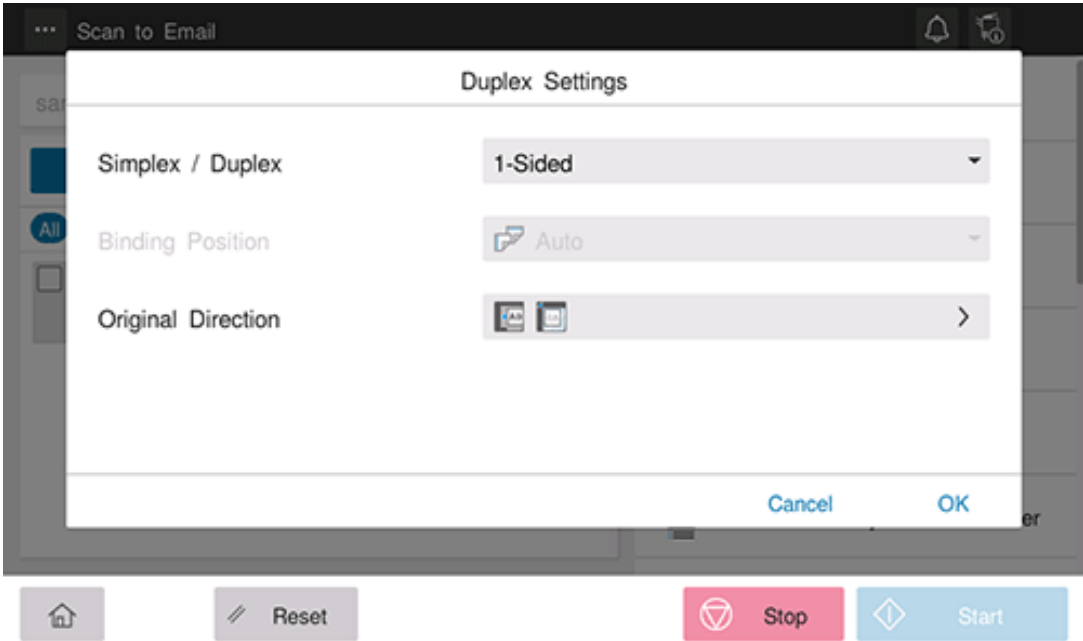 Scan to Email
Duplex Settings
Simplex / Duplex
1-Sided
Binding Position
Auto
Original Direction
All
Cancel
OK
Reset
Stop
Start